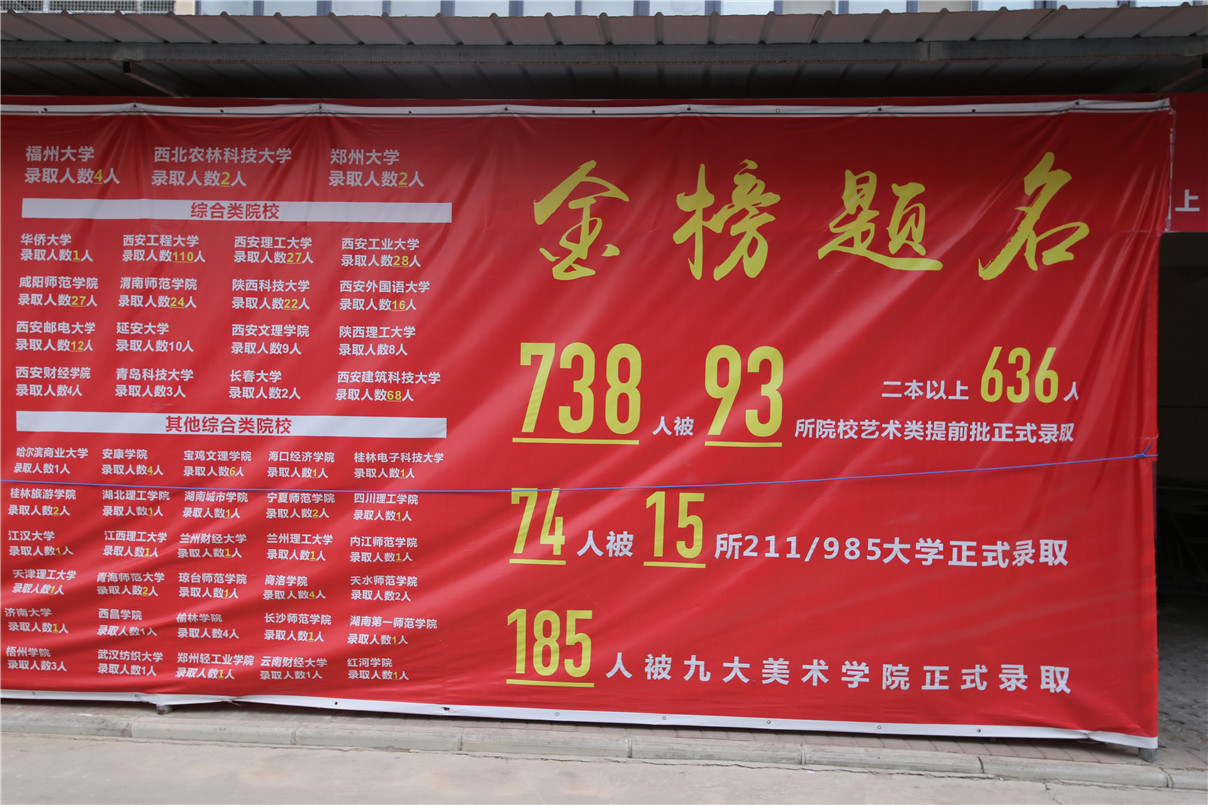 福州大学 西北农林科技大学 郑州大学
录取人数4人 录取人数2人 录取人数2人
综合类院校
华侨大学 西安工程大学 西安理工大学 西安工业大学
录取人数1人 录取人数110人 录取人数27人 录取人数28人
咸阳师范学院 渭南师范学院 陕西科技大学 西安外国语大学
录取人数27人 录取人数24人 录取人数22人 录取人数16人
西安邮电大学 延安大学 西安文理学院 陕西理工大学
录取人数12人 录取人数10人 录取人数9人 录取人数8人
西安财经学院 青岛科技大学 长春大学 西安建筑科技大学
录取人数4人 录取人数3人 录取人数2人 录取人数68人
其他综合类院校
哈尔滨商业大学 安康学院 宝鸡文理学院 海口经济学院 桂林电子科技大学
录取人数1人 录取人数4人 录取人数6人 录取人数1人 录取人数1人
桂林旅游学院 湖北理工学院 湖南城市学院 宁夏师范学院 四川理工学院
录取人数2人 录取人数1人 录取人数1人 录取人数2人 录取人数1人
江汉大学 江西理工大学 兰州财经大学 兰州理工大学 内江师范学院
录取人数1人 录取人数1人 录取人数1人 录取人数1人 录取人数1人
天津理工大学 青海师范大学 琼台师范学院 商洛学院 天水师范学院
录取人数1人 录取人数2人 录取人数1人 录取人数4人 录取人数2人
济南大学 西昌学院 榆林学院 长沙师范学院 湖南第一师范学院
录取人数1人 录取人数1人 录取人数4人 录取人数1人 录取人数1人
梧州学院 武汉纺织大学 郑州轻工业学院 云南财经大学 红河学院
录取人数3人 录取人数1人 录取人数1人 录取人数1人 录取人数1人
金榜题名
二本以上 636人
738人被93所院校艺术类提前批正式录取
74人被15所211/985大学正式录取
185人被九大美术学院正式录取
上